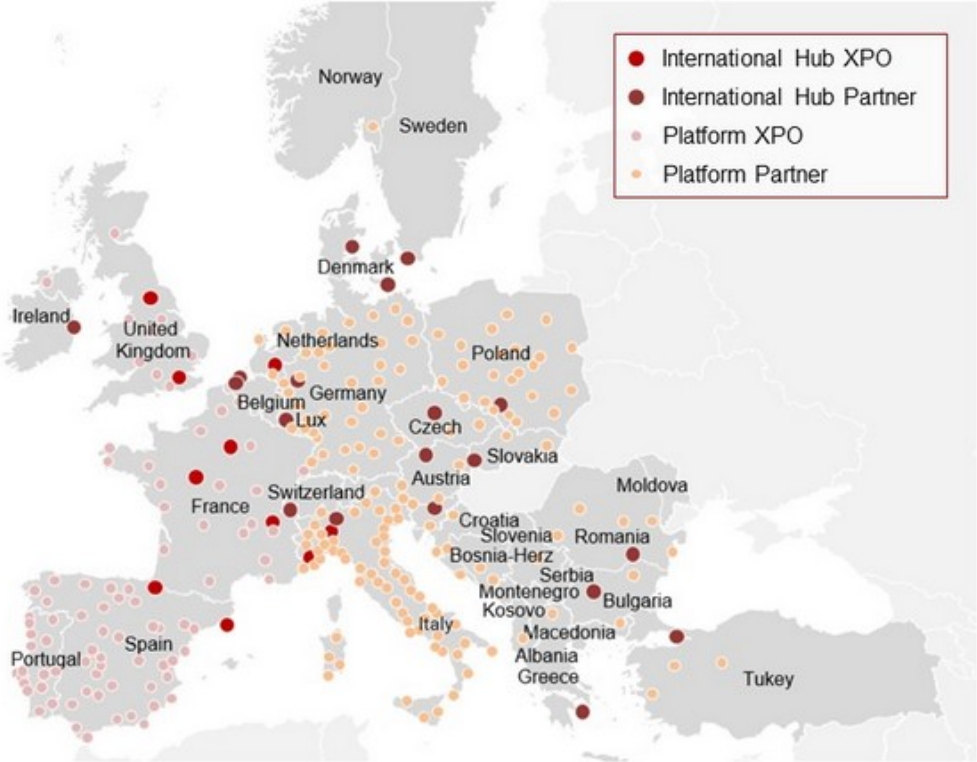 International Hub XPO
International Hub Partner
Platform XPO
Platform Partner
Norway
Sweden
Denmark
Ireland
United
Kingdom
Netherlands
Poland
Germany
Belgium
Lux
Czech
Slovakia
Austria
Moldova
Switzerland
France
Croatia
Slovenia
Romania
Bosnia-Herz
Serbia
Montenegro
Bulgaria
Kosovo
Italy
Macedonia
Spain
Portugal
Albania
Greece
Tukey